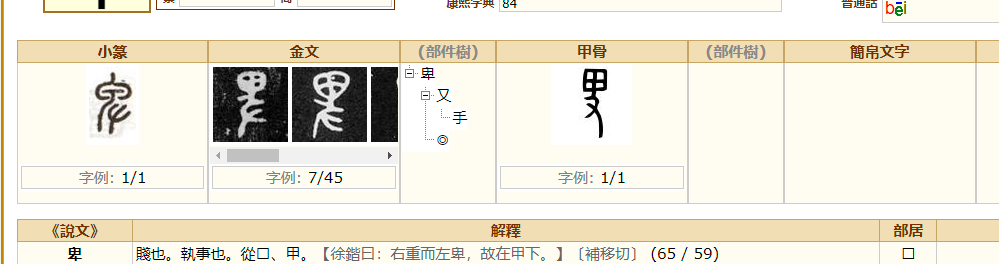 康熙字典 84 普通話 bēi
小篆 金文 (部件樹) 甲骨 (部件樹) 簡帛文字
卑
又
手
◎
字例：1/1 字例：7/45 字例：1/1
《說文》 解釋 部居
卑 賤也。執事也。從𠂇、甲。【徐鍇曰：右重而左卑，故在甲下。】〔補移切〕 (65 / 59)